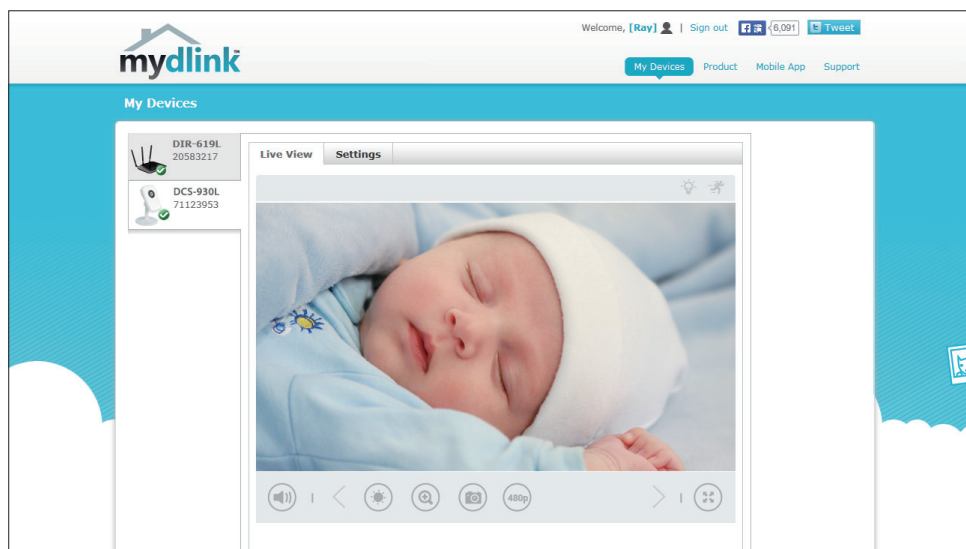 Welcome, [Ray] | Sign out 讚 6,091 Tweet
mydlink
My Devices Product Mobile App Support
My Devices
DIR-619L
20583217
DCS-930L
71123953
Live View Settings
480p